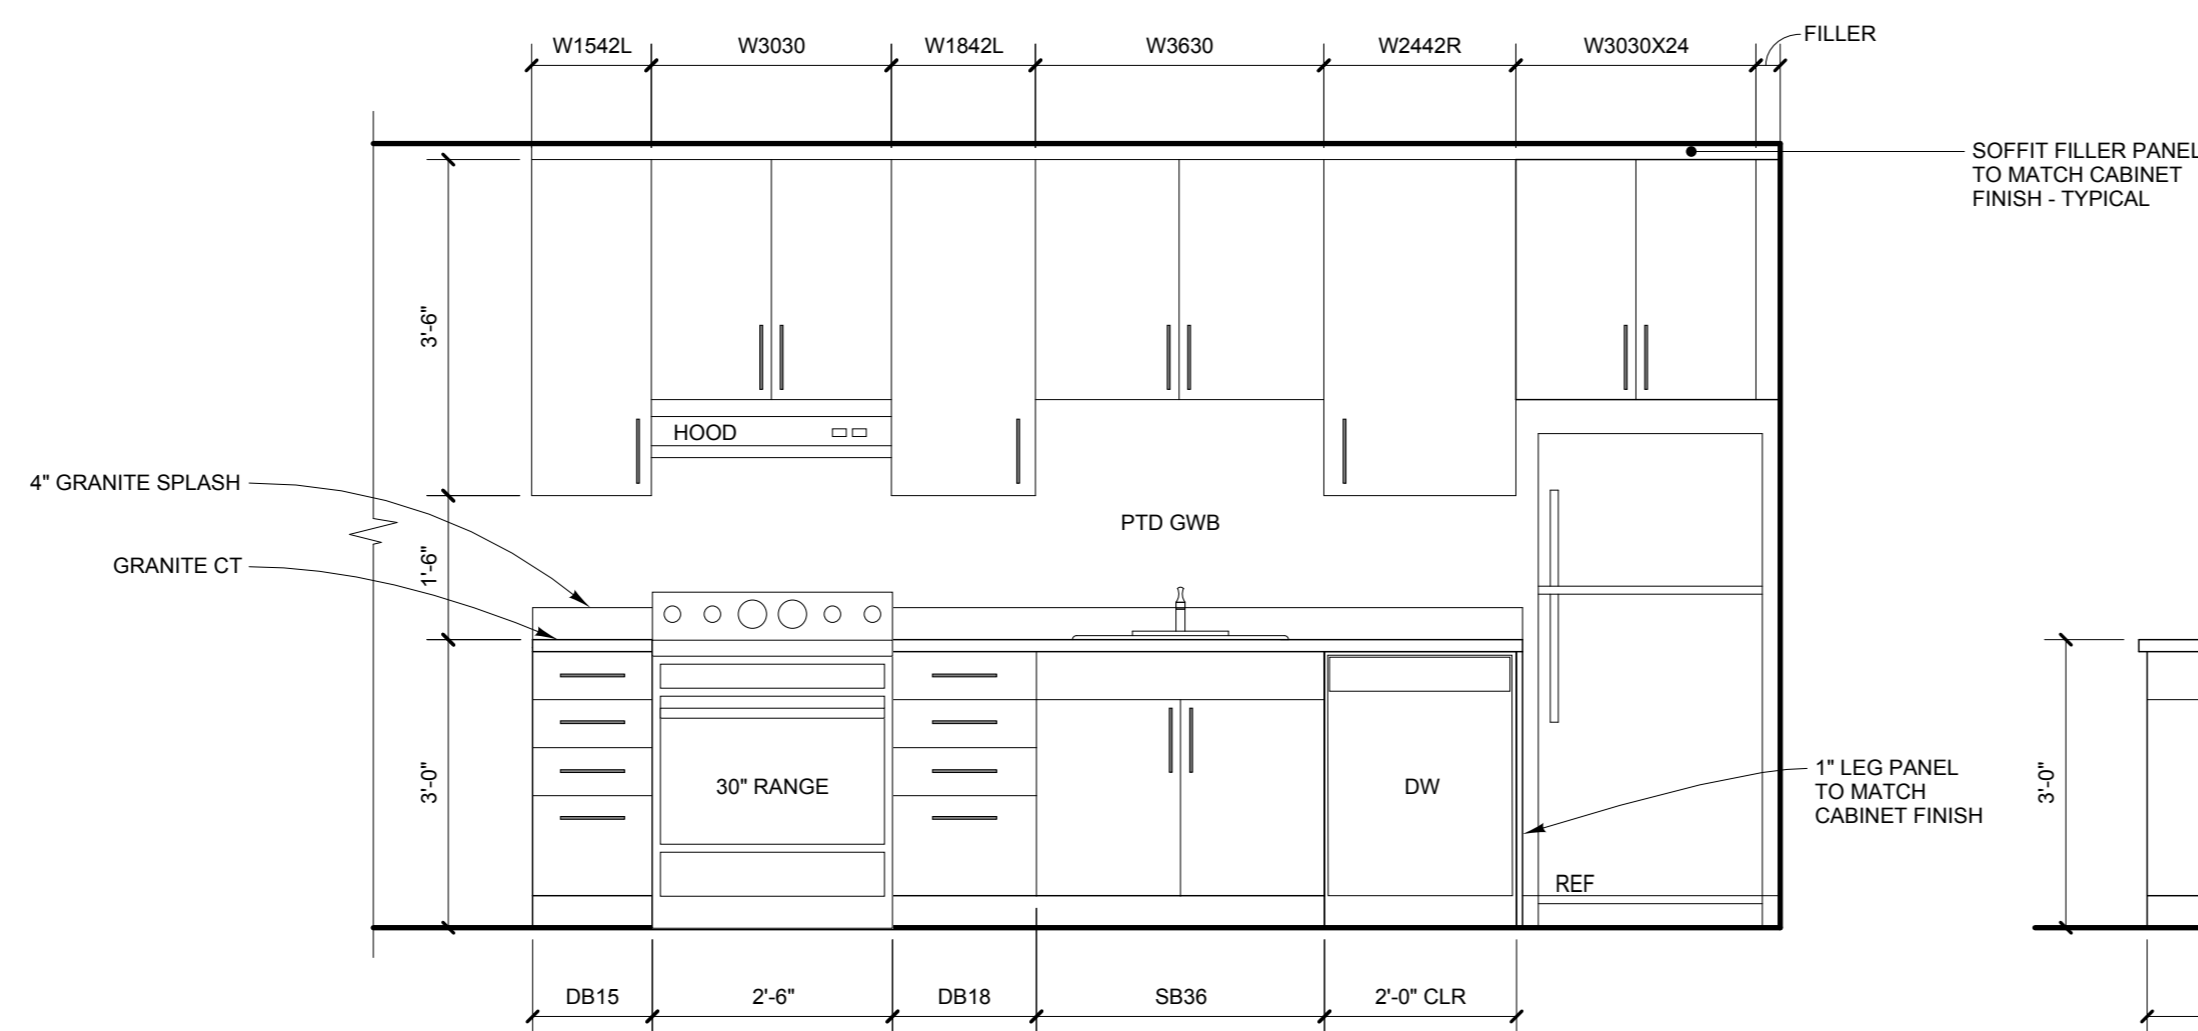 W1542L W3030 W1842L W3630 W2442R W3030X24 FILLER
SOFFIT FILLER PANEL
TO MATCH CABINET
FINISH - TYPICAL
3'-6"
HOOD
4" GRANITE SPLASH
PTD GWB
1'-6"
GRANITE CT
3'-0"
30" RANGE
DW
1" LEG PANEL
TO MATCH
CABINET FINISH
3'-0"
REF
DB15 2'-6" DB18 SB36 2'-0" CLR